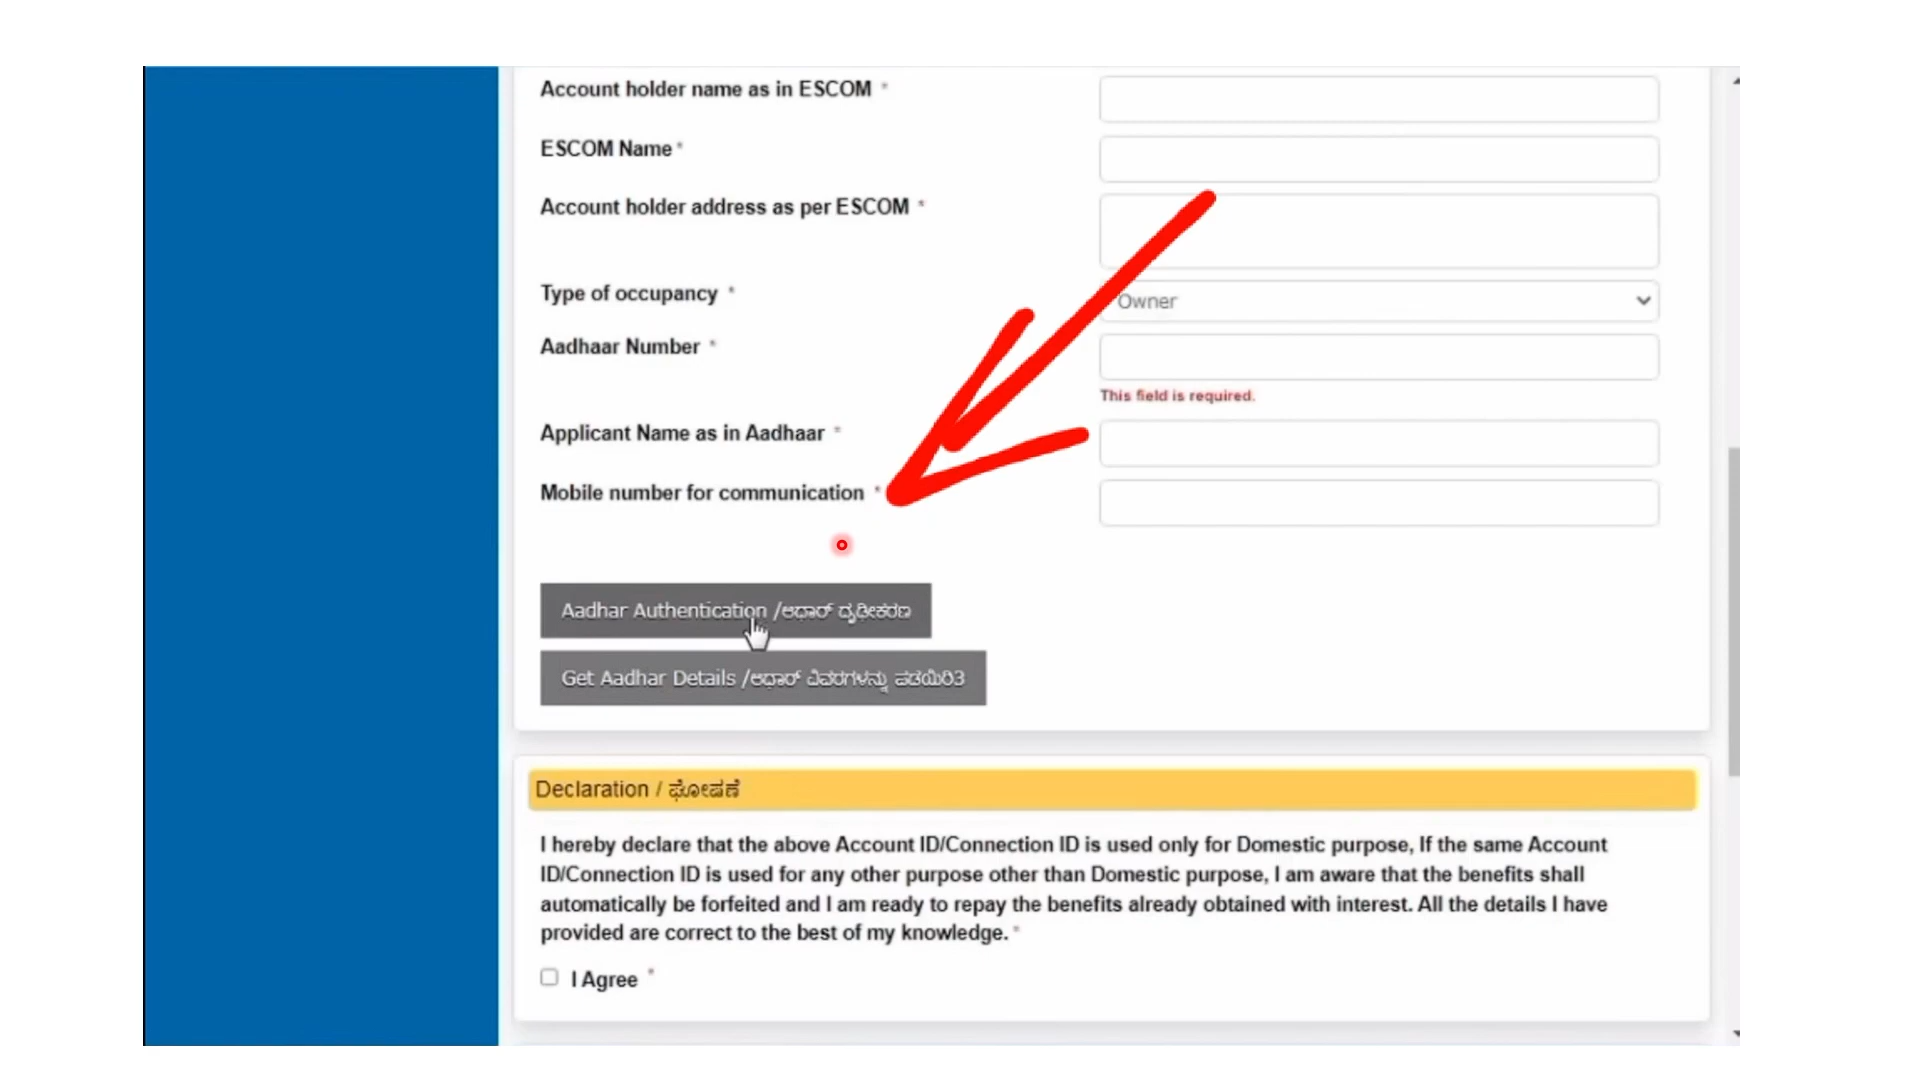 Account holder name as in ESCOM *
ESCOM Name *
Account holder address as per ESCOM *
Type of occupancy * Owner
Aadhaar Number *
This field is required.
Applicant Name as in Aadhaar *
Mobile number for communication *
Aadhar Authentication /ಆಧಾರ್ ದೃಢೀಕರಣ
Get Aadhar Details /ಆಧಾರ್ ವಿವರಗಳನ್ನು ಪಡೆಯಿರಿ3
Declaration / ಘೋಷಣೆ
I hereby declare that the above Account ID/Connection ID is used only for Domestic purpose, If the same Account
ID/Connection ID is used for any other purpose other than Domestic purpose, I am aware that the benefits shall
automatically be forfeited and I am ready to repay the benefits already obtained with interest. All the details I have
provided are correct to the best of my knowledge. *
I Agree *